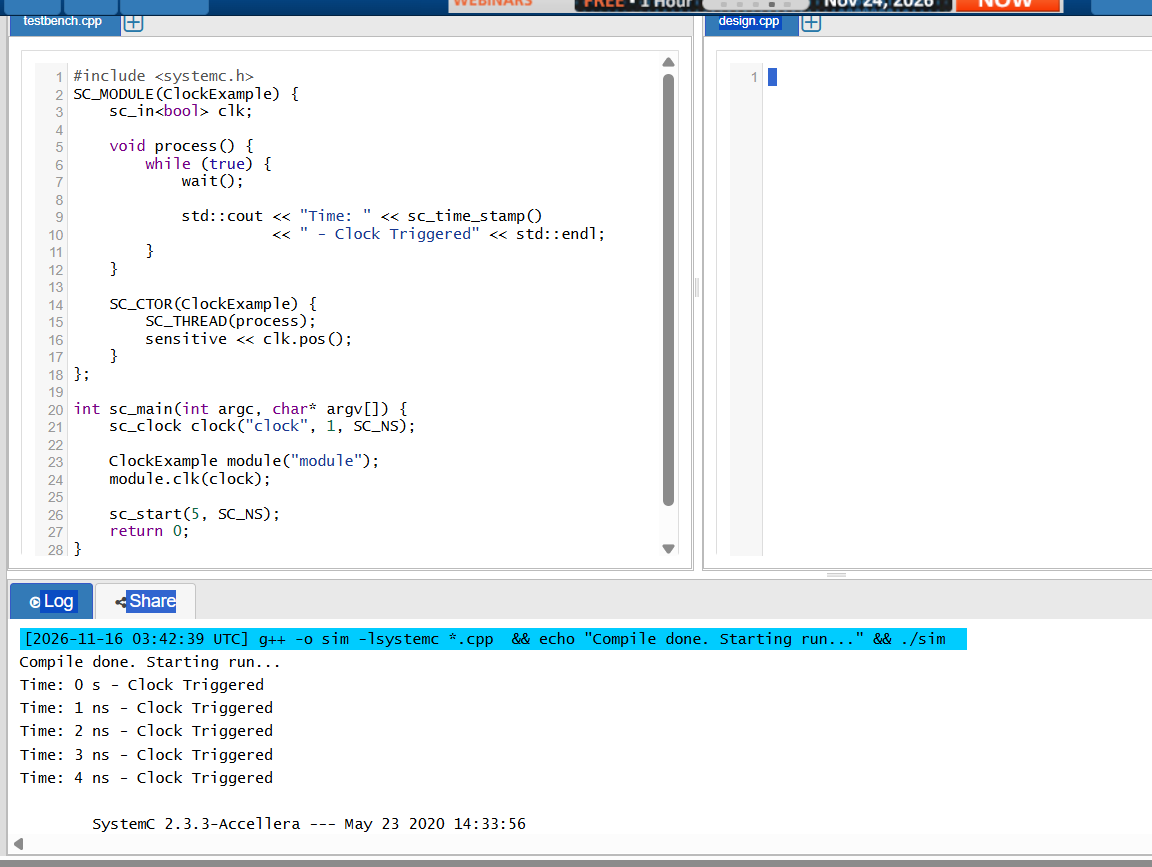 WEBINARS FREE • 1 Hour Nov 24, 2026 NOW
testbench.cpp
design.cpp
1 #include <systemc.h>
2 SC_MODULE(ClockExample) {
3 sc_in<bool> clk;
4
5 void process() {
6 while (true) {
7 wait();
8
9 std::cout << "Time: " << sc_time_stamp()
10 << " - Clock Triggered" << std::endl;
11 }
12 }
13
14 SC_CTOR(ClockExample) {
15 SC_THREAD(process);
16 sensitive << clk.pos();
17 }
18 };
19
20 int sc_main(int argc, char* argv[]) {
21 sc_clock clock("clock", 1, SC_NS);
22
23 ClockExample module("module");
24 module.clk(clock);
25
26 sc_start(5, SC_NS);
27 return 0;
28 }
1
Log
Share
[2026-11-16 03:42:39 UTC] g++ -o sim -lsystemc *.cpp && echo "Compile done. Starting run..." && ./sim
Compile done. Starting run...
Time: 0 s - Clock Triggered
Time: 1 ns - Clock Triggered
Time: 2 ns - Clock Triggered
Time: 3 ns - Clock Triggered
Time: 4 ns - Clock Triggered
SystemC 2.3.3-Accellera --- May 23 2020 14:33:56